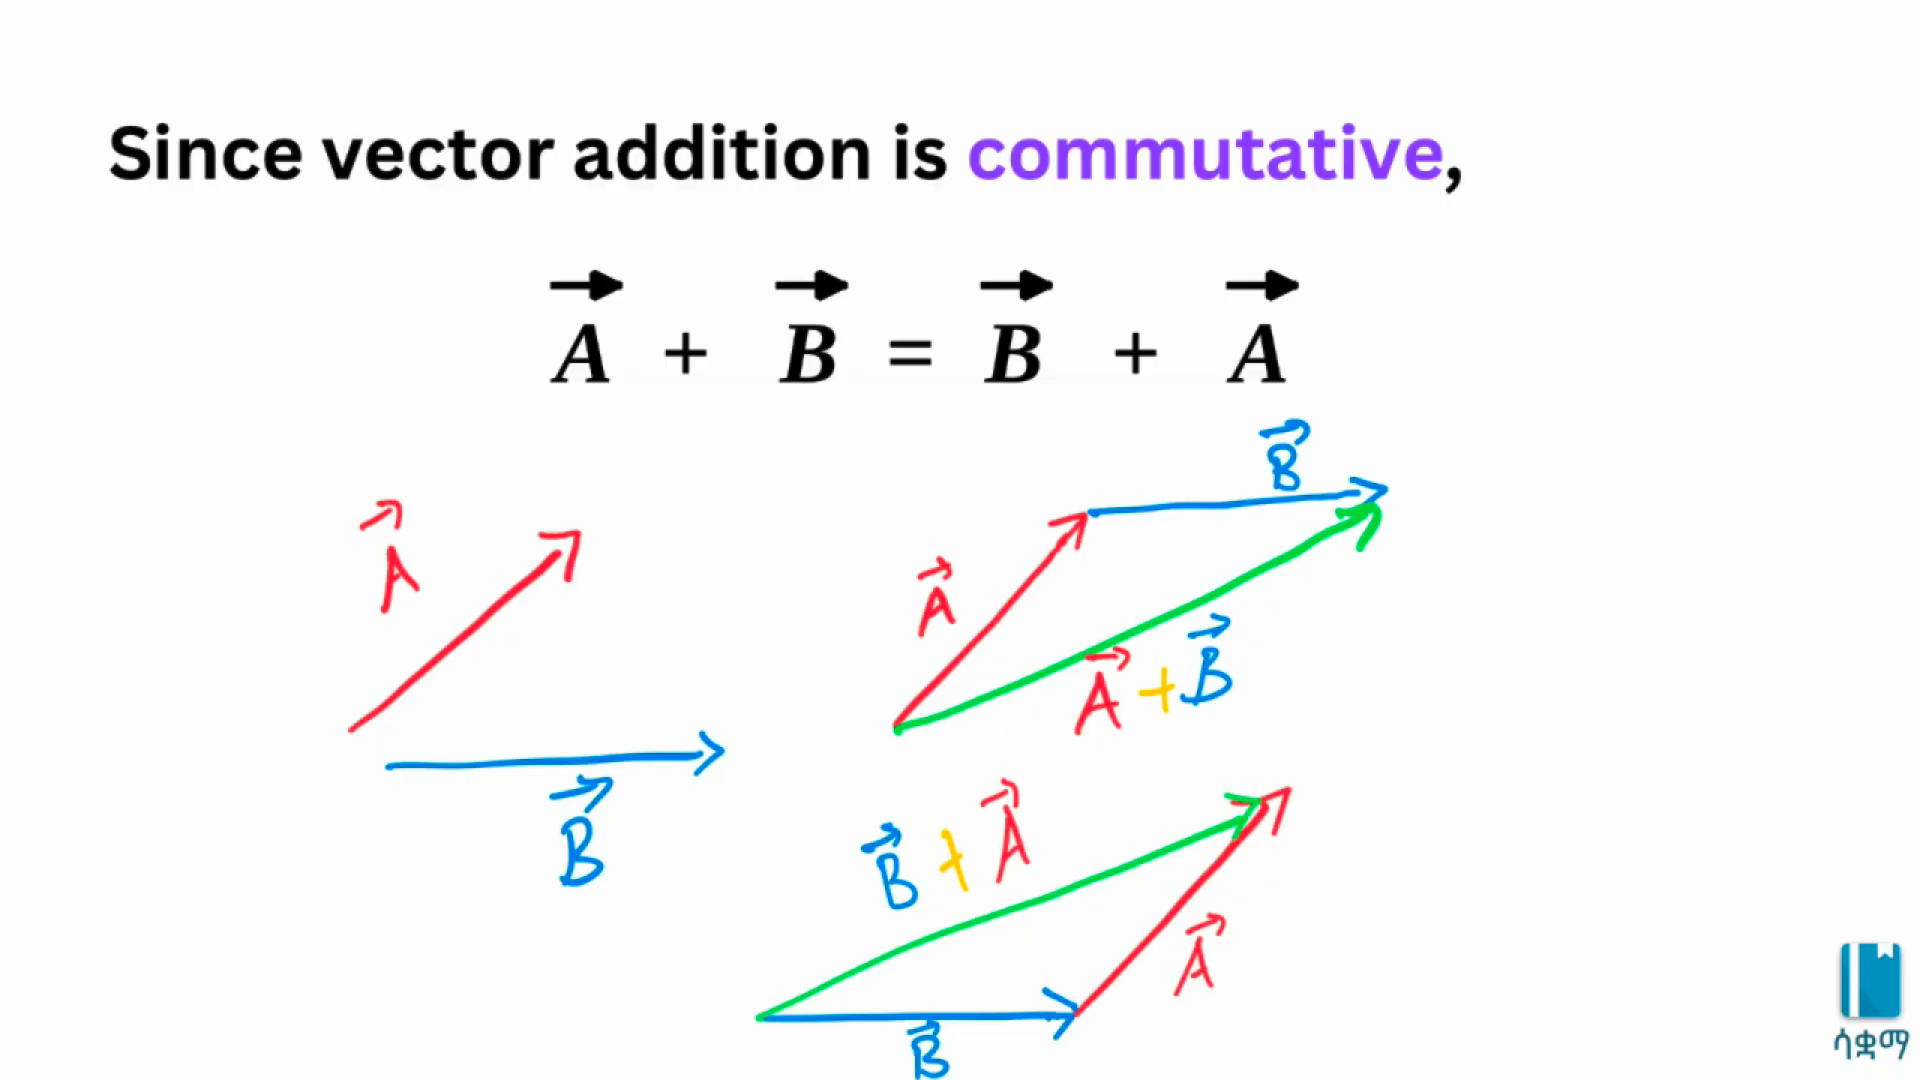 Since vector addition is commutative,
A + B = B + A
A
B
A
B
A + B
B + A
A
B
ሳቋማ